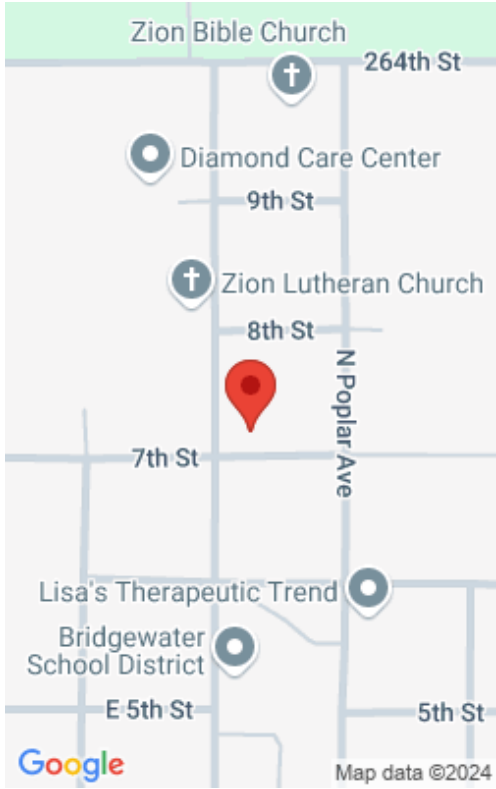 Zion Bible Church
264th St
Diamond Care Center
9th St
Zion Lutheran Church
8th St
N Poplar Ave
7th St
Lisa's Therapeutic Trend
Bridgewater
School District
E 5th St
5th St
Google
Map data ©2024